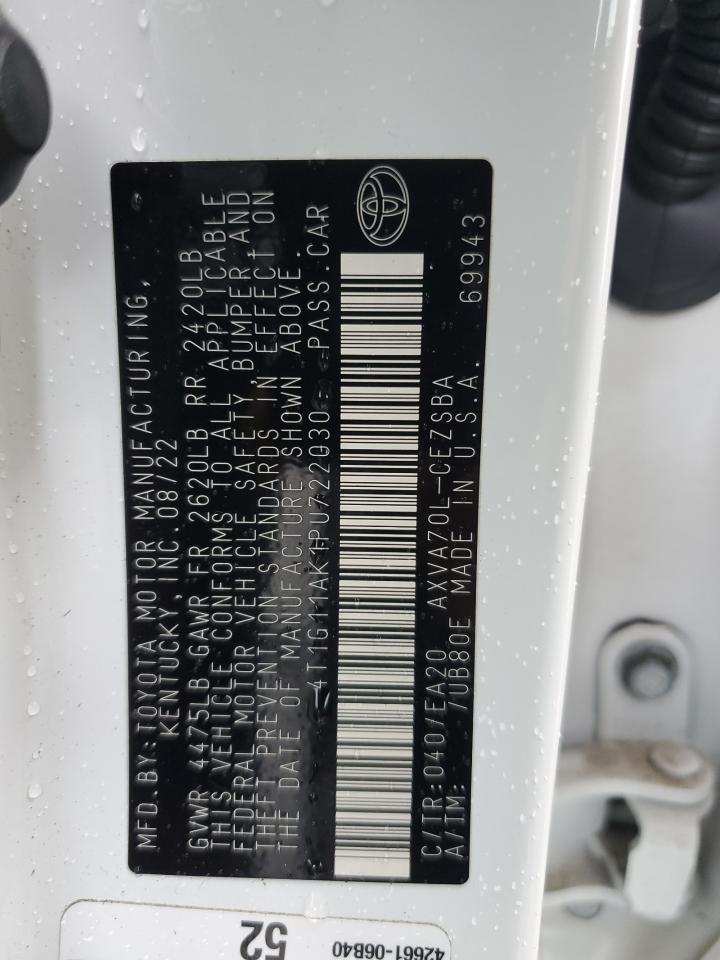 MFD. BY: TOYOTA MOTOR MANUFACTURING,
KENTUCKY, INC. 08/22
GVWR 4475LB GAWR FR 2620LB RR 2420LB
THIS VEHICLE CONFORMS TO ALL APPLICABLE
FEDERAL MOTOR VEHICLE SAFETY, BUMPER, AND
THEFT PREVENTION STANDARDS IN EFFECT ON
THE DATE OF MANUFACTURE SHOWN ABOVE.
4T1G11AK1PU722030 PASS.CAR
C/TR: 040/EA20 AXVA70L-CEZSBA
A/TM: /UB80E MADE IN U.S.A. 69943
52
42661-06B40